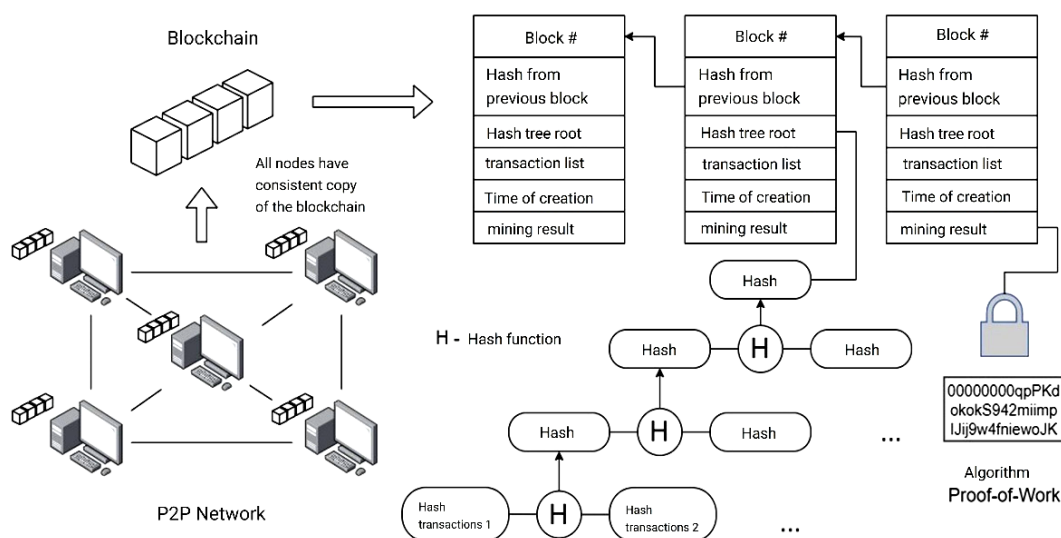 Blockchain
All nodes have
consistent copy
of the blockchain
P2P Network
Block #
Hash from
previous block
Hash tree root
transaction list
Time of creation
mining result
Block #
Hash from
previous block
Hash tree root
transaction list
Time of creation
mining result
Block #
Hash from
previous block
Hash tree root
transaction list
Time of creation
mining result
Hash
H - Hash function
Hash
H
Hash
Hash
H
Hash
...
Hash
transactions 1
H
Hash
transactions 2
...
00000000qpPKd
okokS942miimp
IJij9w4fniewoJK
Algorithm
Proof-of-Work